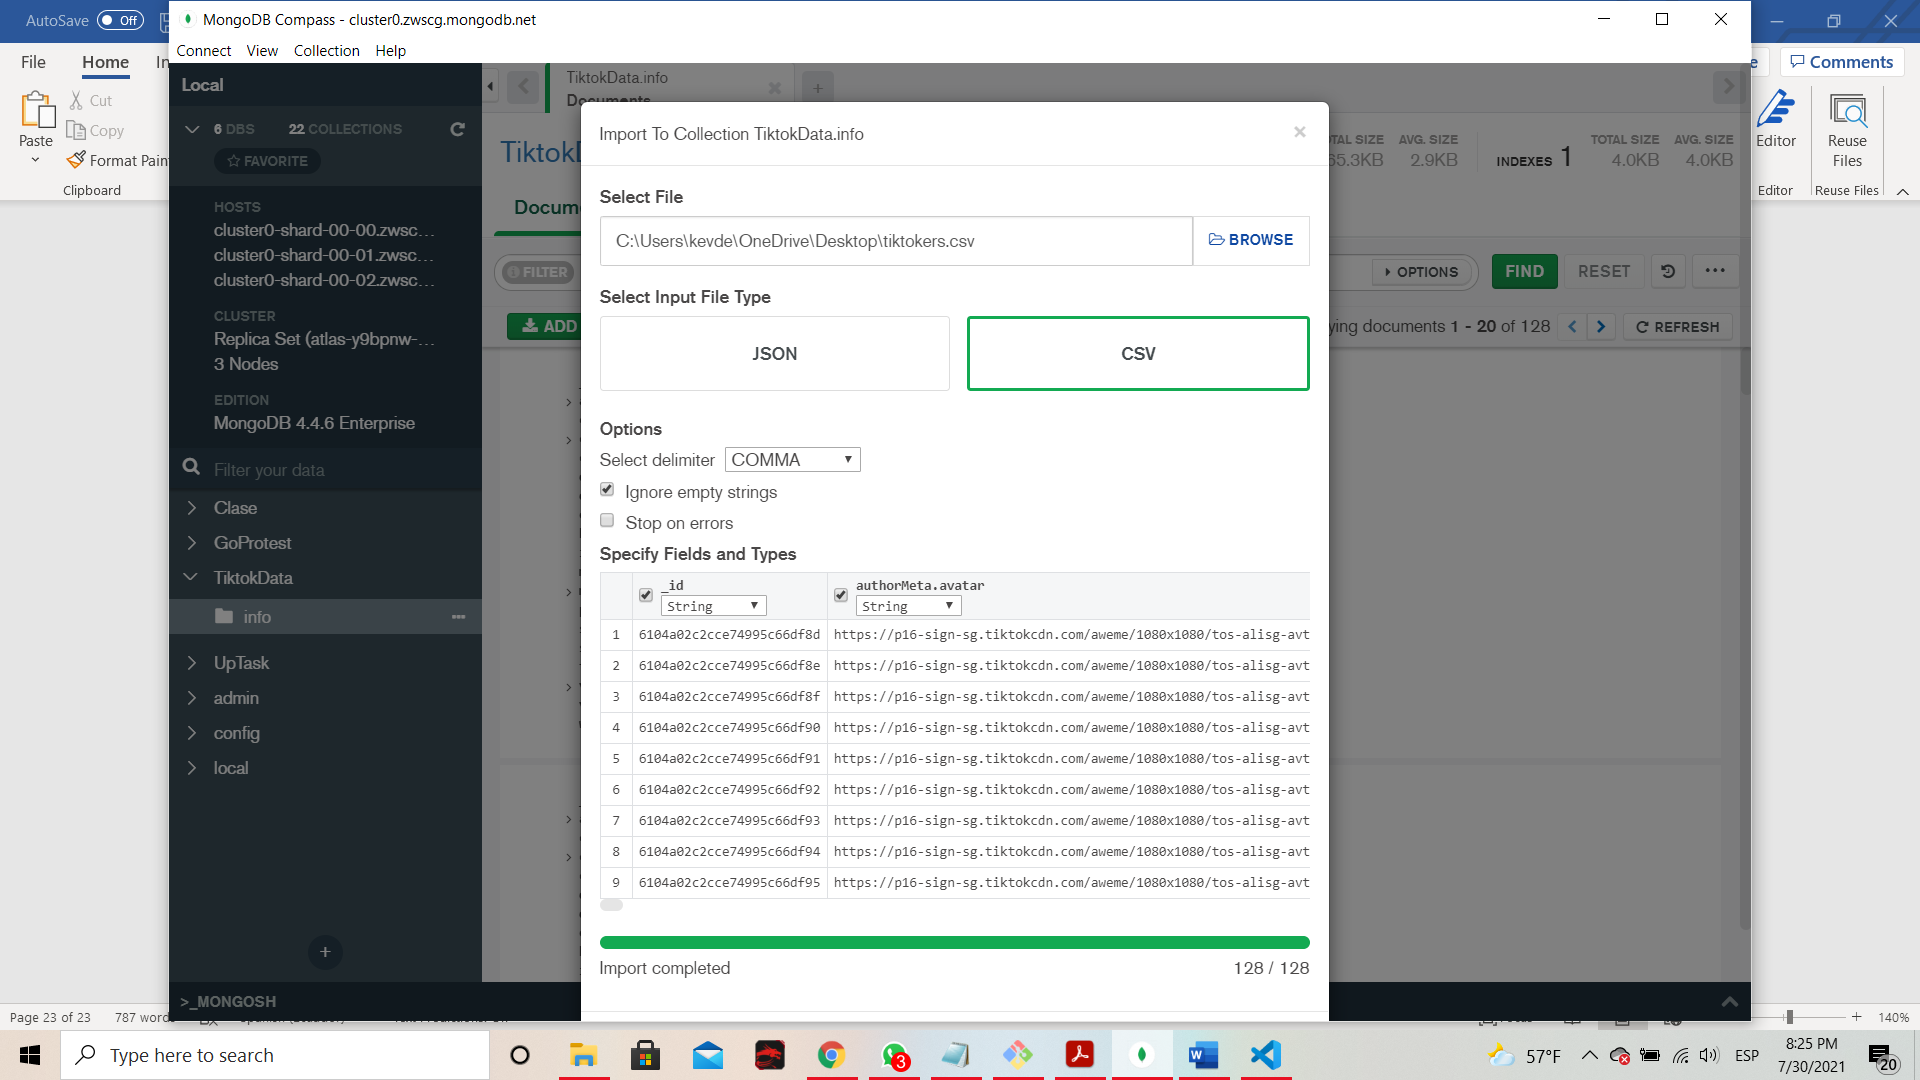 AutoSave Off
MongoDB Compass - cluster0.zwscg.mongodb.net
Connect View Collection Help
File Home In
Comments
Cut
Copy
Format Paint
Paste
Clipboard
Editor
Reuse Files
Editor
Reuse Files
Local
6 DBS 22 COLLECTIONS
FAVORITE
HOSTS
cluster0-shard-00-00.zwsc...
cluster0-shard-00-01.zwsc...
cluster0-shard-00-02.zwsc...
CLUSTER
Replica Set (atlas-y9bpnw-...
3 Nodes
EDITION
MongoDB 4.4.6 Enterprise
Filter your data
Clase
GoProtest
TiktokData
info
UpTask
admin
config
local
TiktokData.info
Documents
TiktokD
Docum
FILTER
ADD
TAL SIZE AVG. SIZE
65.3KB 2.9KB
INDEXES 1
TOTAL SIZE AVG. SIZE
4.0KB 4.0KB
OPTIONS FIND RESET
ying documents 1 - 20 of 128 REFRESH
Import To Collection TiktokData.info
Select File
C:\Users\kevde\OneDrive\Desktop\tiktokers.csv BROWSE
Select Input File Type
JSON CSV
Options
Select delimiter COMMA
Ignore empty strings
Stop on errors
Specify Fields and Types
_id authorMeta.avatar
String String
1 6104a02c2cce74995c66df8d https://p16-sign-sg.tiktokcdn.com/aweme/1080x1080/tos-alisg-avt
2 6104a02c2cce74995c66df8e https://p16-sign-sg.tiktokcdn.com/aweme/1080x1080/tos-alisg-avt
3 6104a02c2cce74995c66df8f https://p16-sign-sg.tiktokcdn.com/aweme/1080x1080/tos-alisg-avt
4 6104a02c2cce74995c66df90 https://p16-sign-sg.tiktokcdn.com/aweme/1080x1080/tos-alisg-avt
5 6104a02c2cce74995c66df91 https://p16-sign-sg.tiktokcdn.com/aweme/1080x1080/tos-alisg-avt
6 6104a02c2cce74995c66df92 https://p16-sign-sg.tiktokcdn.com/aweme/1080x1080/tos-alisg-avt
7 6104a02c2cce74995c66df93 https://p16-sign-sg.tiktokcdn.com/aweme/1080x1080/tos-alisg-avt
8 6104a02c2cce74995c66df94 https://p16-sign-sg.tiktokcdn.com/aweme/1080x1080/tos-alisg-avt
9 6104a02c2cce74995c66df95 https://p16-sign-sg.tiktokcdn.com/aweme/1080x1080/tos-alisg-avt
Import completed 128 / 128
>_MONGOSH
Page 23 of 23 787 words
140%
Type here to search
3
57°F
ESP
8:25 PM
7/30/2021
20